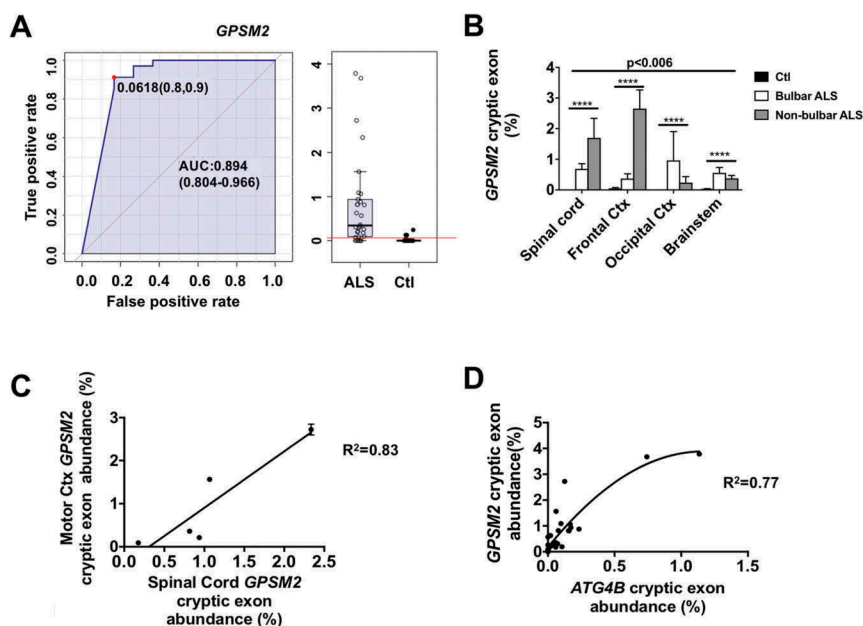 A
GPSM2
True positive rate
0.0 0.2 0.4 0.6 0.8 1.0
0.0618(0.8,0.9)
AUC:0.894
(0.804-0.966)
0.0 0.2 0.4 0.6 0.8 1.0
False positive rate
4
3
2
1
0
ALS Ctl
B
GPSM2 cryptic exon
(%)
4
3
2
1
0
p<0.006
**** **** **** ****
Spinal cord
Frontal Ctx
Occipital Ctx
Brainstem
Ctl
Bulbar ALS
Non-bulbar ALS
C
Motor Ctx GPSM2
cryptic exon abundance (%)
3
2
1
0
R²=0.83
0.0 0.5 1.0 1.5 2.0 2.5
Spinal Cord GPSM2
cryptic exon
abundance (%)
D
GPSM2 cryptic exon
abundance(%)
5
4
3
2
1
0
R²=0.77
0.0 0.5 1.0 1.5
ATG4B cryptic exon
abundance (%)